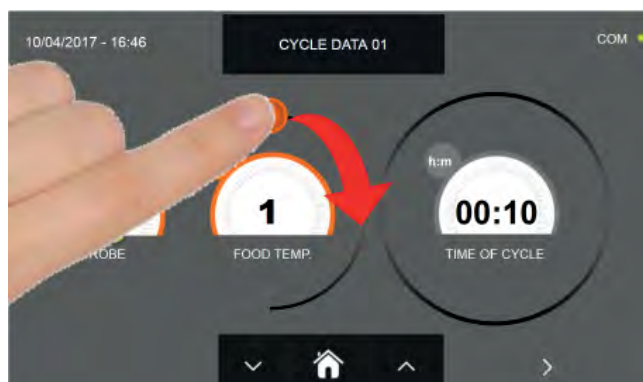 10/04/2017 - 16:46
CYCLE DATA 01
COM
h:m
1
00:10
ROBE
FOOD TEMP.
TIME OF CYCLE